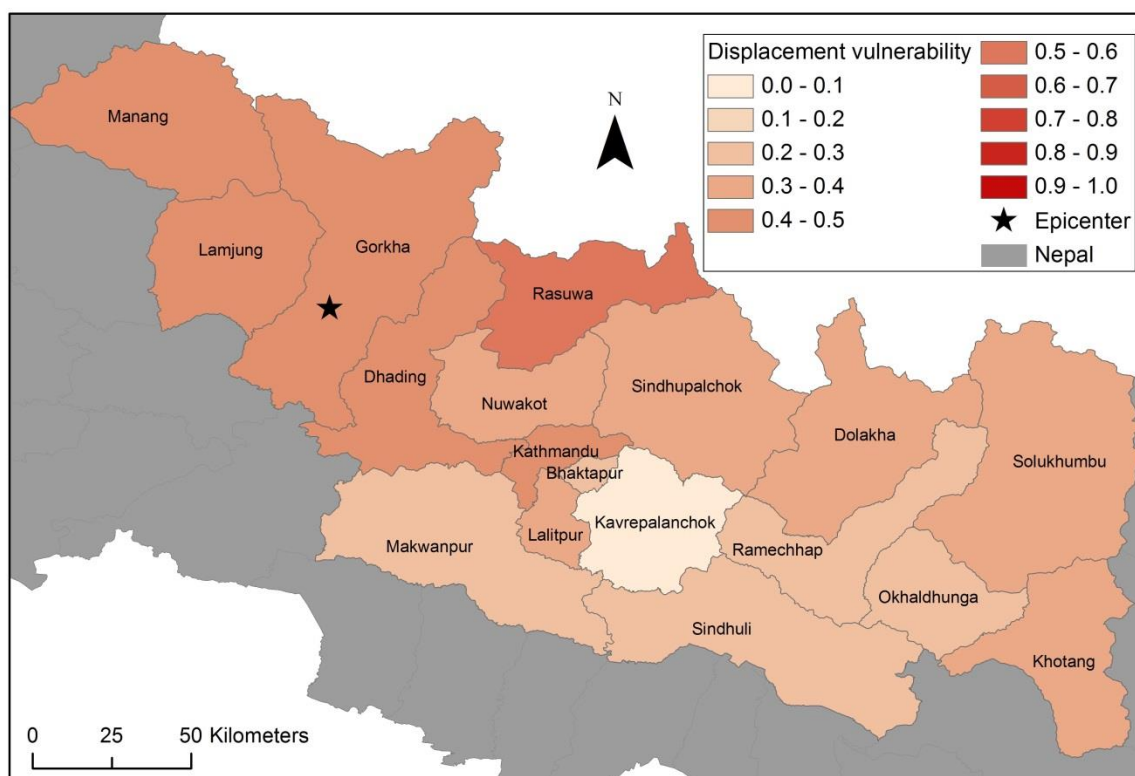 Displacement vulnerability
0.0 - 0.1
0.1 - 0.2
0.2 - 0.3
0.3 - 0.4
0.4 - 0.5
0.5 - 0.6
0.6 - 0.7
0.7 - 0.8
0.8 - 0.9
0.9 - 1.0
Epicenter
Nepal
N
Manang
Lamjung
Gorkha
Rasuwa
Dhading
Nuwakot
Sindhupalchok
Dolakha
Solukhumbu
Kathmandu
Bhaktapur
Kavrepalanchok
Lalitpur
Makwanpur
Ramechhap
Okhaldhunga
Sindhuli
Khotang
0 25 50 Kilometers